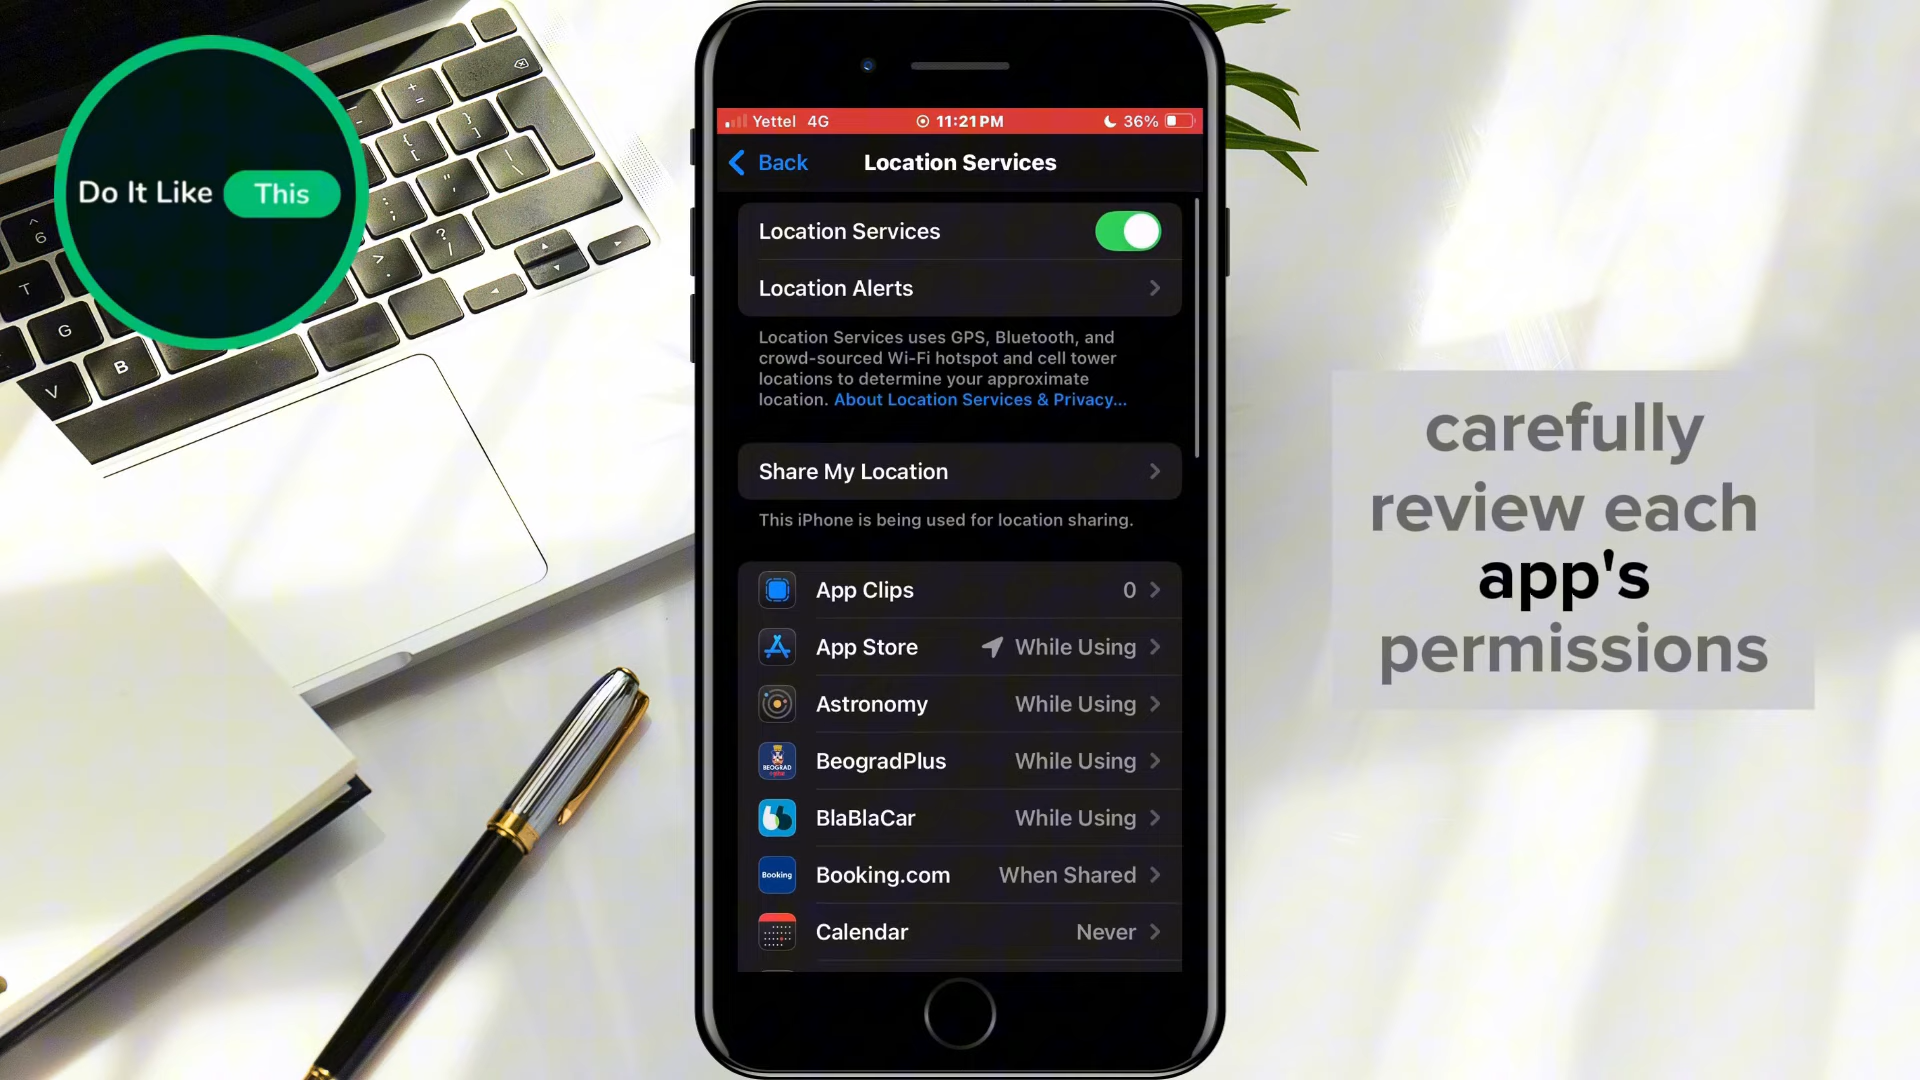 Do It Like This
Yettel 4G 11:21 PM 36%
Back Location Services
Location Services
Location Alerts
Location Services uses GPS, Bluetooth, and
crowd-sourced Wi-Fi hotspot and cell tower
locations to determine your approximate
location. About Location Services & Privacy...
Share My Location
This iPhone is being used for location sharing.
App Clips 0
App Store While Using
Astronomy While Using
BEOGRAD
BeogradPlus While Using
BlaBlaCar While Using
Booking
Booking.com When Shared
Calendar Never
carefully
review each
app's
permissions
6
T
G
V
B
+
=
{
[
}
]
:
;
"
'
|
\
>
.
?
/